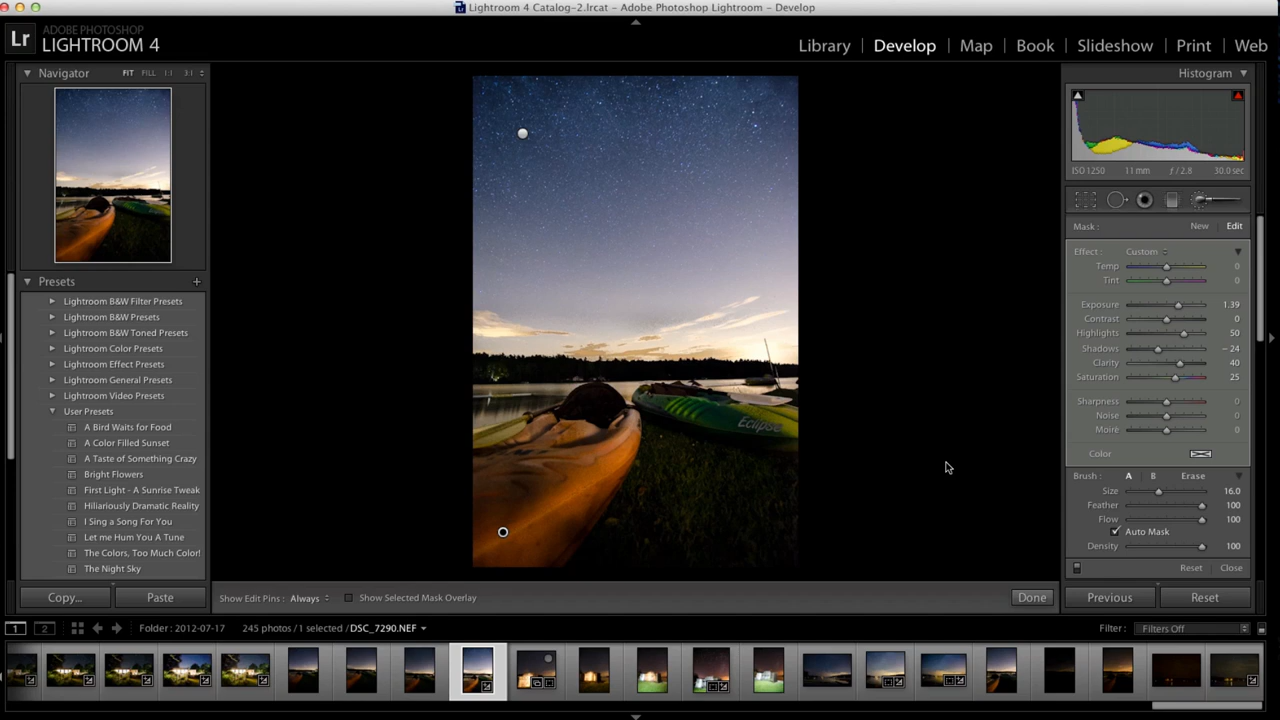 Lightroom 4 Catalog-2.lrcat – Adobe Photoshop Lightroom – Develop
Lr
ADOBE PHOTOSHOP
LIGHTROOM 4
Library | Develop | Map | Book | Slideshow | Print | Web
Navigator FIT FILL 1:1 3:1
Histogram
ISO 1250 11 mm ƒ / 2.8 30.0 sec
Mask : New Edit
Effect : Custom
Temp 0
Tint 0
Exposure 1.39
Contrast 0
Highlights 50
Shadows – 24
Clarity 40
Saturation 25
Sharpness 0
Noise 0
Moire 0
Color
Brush : A B Erase
Size 16.0
Feather 100
Flow 100
Auto Mask
Density 100
Reset Close
Previous Reset
Presets +
Lightroom B&W Filter Presets
Lightroom B&W Presets
Lightroom B&W Toned Presets
Lightroom Color Presets
Lightroom Effect Presets
Lightroom General Presets
Lightroom Video Presets
User Presets
A Bird Waits for Food
A Color Filled Sunset
A Taste of Something Crazy
Bright Flowers
First Light - A Sunrise Tweak
Hiliariously Dramatic Reality
I Sing a Song For You
Let me Hum You A Tune
The Colors, Too Much Color!
The Night Sky
Copy... Paste
Eclipse
Show Edit Pins : Always Show Selected Mask Overlay Done
1 2 Folder : 2012-07-17 245 photos / 1 selected / DSC_7290.NEF Filter : Filters Off